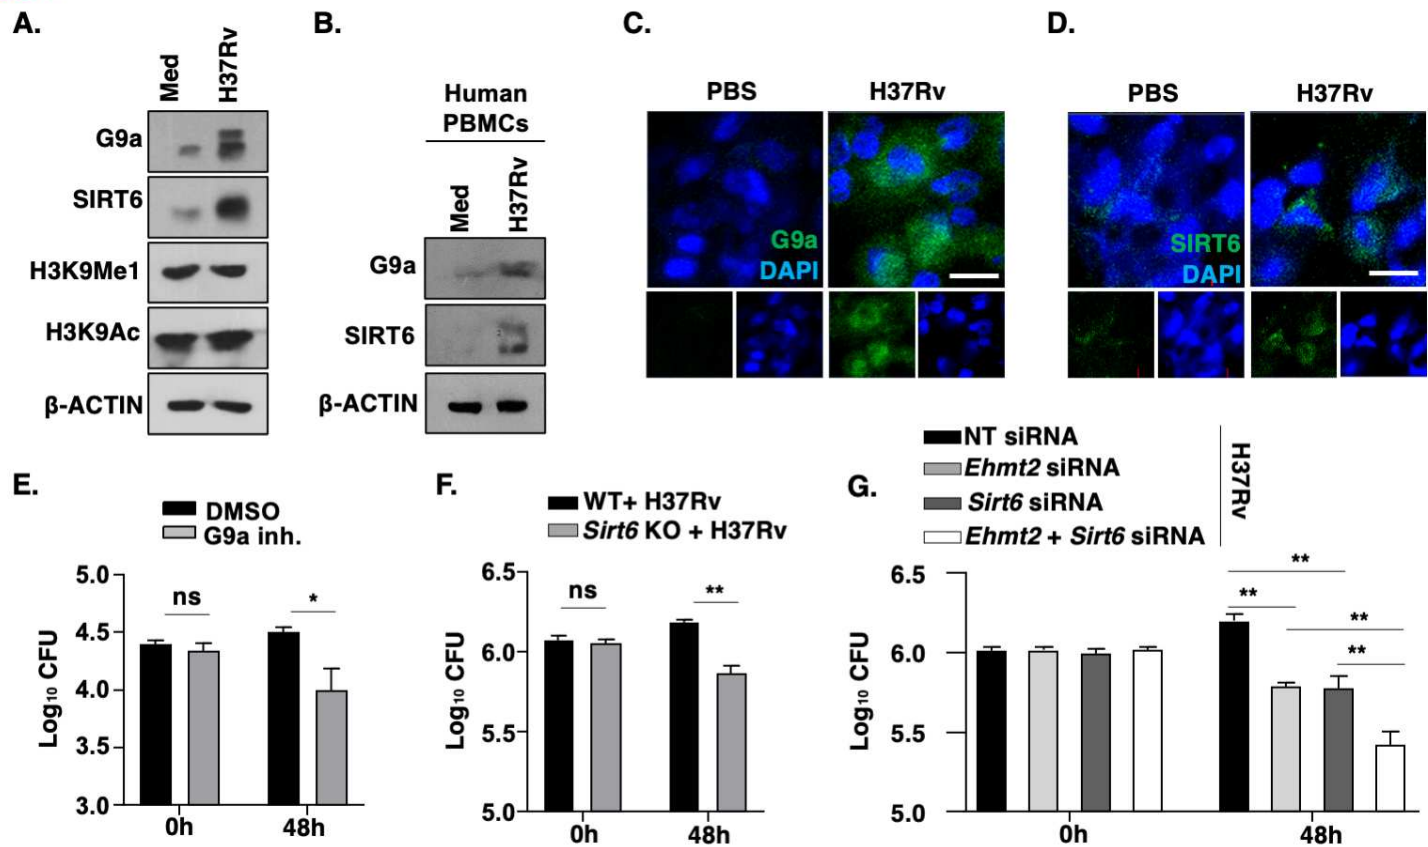 A.
Med
H37Rv
G9a
SIRT6
H3K9Me1
H3K9Ac
β-ACTIN
B.
Human
PBMCs
Med
H37Rv
G9a
SIRT6
β-ACTIN
C.
PBS
H37Rv
G9a
DAPI
D.
PBS
H37Rv
SIRT6
DAPI
E.
DMSO
G9a inh.
Log₁₀ CFU
5.0
4.5
4.0
3.5
3.0
ns
*
0h
48h
F.
WT+ H37Rv
Sirt6 KO + H37Rv
Log₁₀ CFU
6.5
6.0
5.5
5.0
ns
**
0h
48h
G.
NT siRNA
Ehmt2 siRNA
Sirt6 siRNA
Ehmt2 + Sirt6 siRNA
H37Rv
Log₁₀ CFU
6.5
6.0
5.5
5.0
**
**
**
**
0h
48h